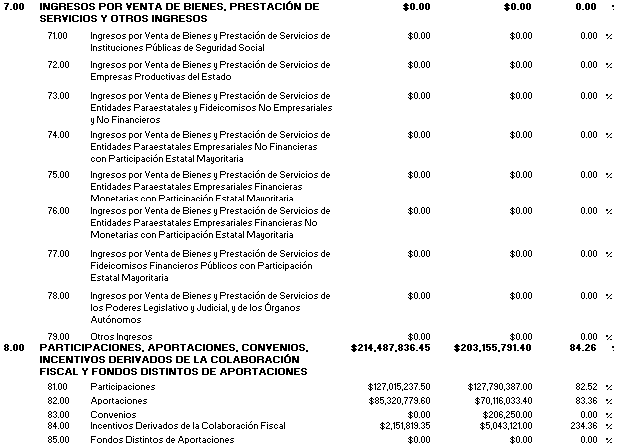 7.00 INGRESOS POR VENTA DE BIENES, PRESTACIÓN DE $0.00 $0.00 0.00 %
SERVICIOS Y OTROS INGRESOS
71.00 Ingresos por Venta de Bienes y Prestación de Servicios de $0.00 $0.00 0.00 %
Instituciones Públicas de Seguridad Social
72.00 Ingresos por Venta de Bienes y Prestación de Servicios de $0.00 $0.00 0.00 %
Empresas Productivas del Estado
73.00 Ingresos por Venta de Bienes y Prestación de Servicios de $0.00 $0.00 0.00 %
Entidades Paraestatales y Fideicomisos No Empresariales
y No Financieros
74.00 Ingresos por Venta de Bienes y Prestación de Servicios de $0.00 $0.00 0.00 %
Entidades Paraestatales Empresariales No Financieras
con Participación Estatal Mayoritaria
75.00 Ingresos por Venta de Bienes y Prestación de Servicios de $0.00 $0.00 0.00 %
Entidades Paraestatales Empresariales Financieras
Monetarias con Participación Estatal Mayoritaria
76.00 Ingresos por Venta de Bienes y Prestación de Servicios de $0.00 $0.00 0.00 %
Entidades Paraestatales Empresariales Financieras No
Monetarias con Participación Estatal Mayoritaria
77.00 Ingresos por Venta de Bienes y Prestación de Servicios de $0.00 $0.00 0.00 %
Fideicomisos Financieros Públicos con Participación
Estatal Mayoritaria
78.00 Ingresos por Venta de Bienes y Prestación de Servicios de $0.00 $0.00 0.00 %
los Poderes Legislativo y Judicial, y de los Órganos
Autónomos
79.00 Otros Ingresos $0.00 $0.00 0.00 %
8.00 PARTICIPACIONES, APORTACIONES, CONVENIOS, $214,487,836.45 $203,155,791.40 84.26
INCENTIVOS DERIVADOS DE LA COLABORACIÓN
FISCAL Y FONDOS DISTINTOS DE APORTACIONES
81.00 Participaciones $127,015,237.50 $127,790,387.00 82.52 %
82.00 Aportaciones $85,320,779.60 $70,116,033.40 83.36 %
83.00 Convenios $0.00 $206,250.00 0.00 %
84.00 Incentivos Derivados de la Colaboración Fiscal $2,151,819.35 $5,043,121.00 234.36 %
85.00 Fondos Distintos de Aportaciones $0.00 $0.00 0.00 %